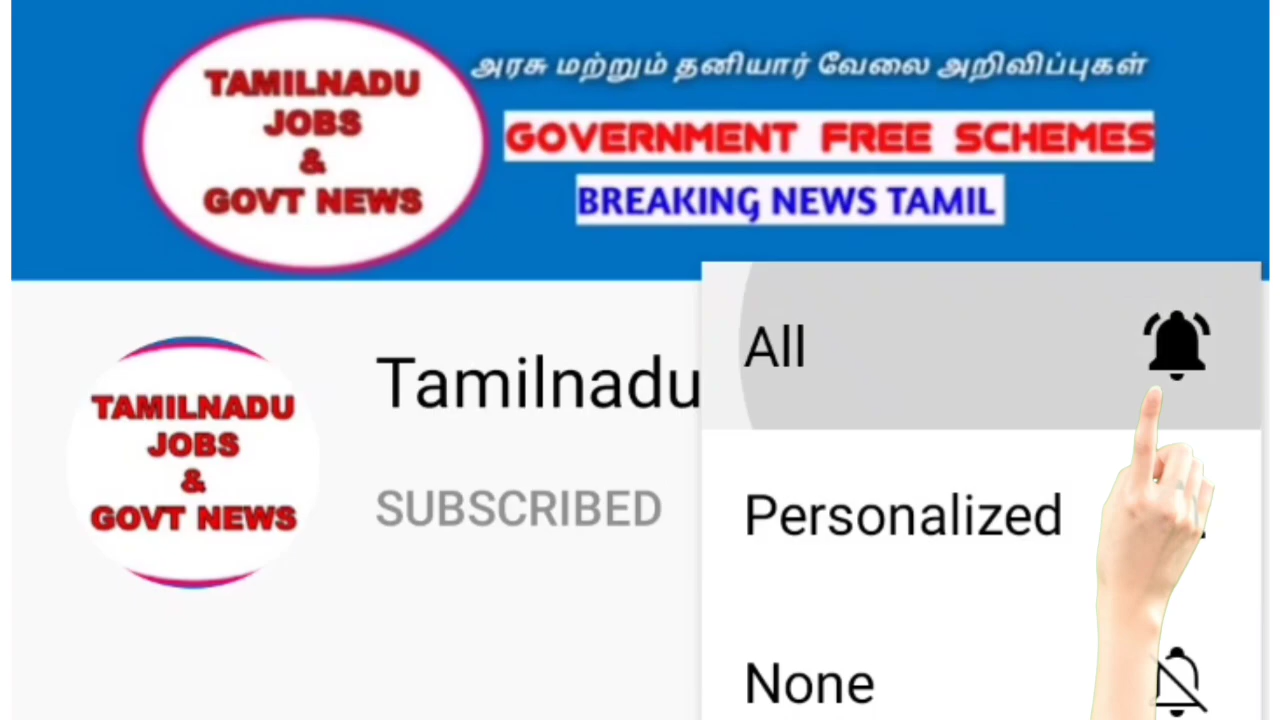 TAMILNADU
JOBS
&
GOVT NEWS
அரசு மற்றும் தனியார் வேலை அறிவிப்புகள்
GOVERNMENT FREE SCHEMES
BREAKING NEWS TAMIL
TAMILNADU
JOBS
&
GOVT NEWS
Tamilnadu
SUBSCRIBED
All
Personalized
None